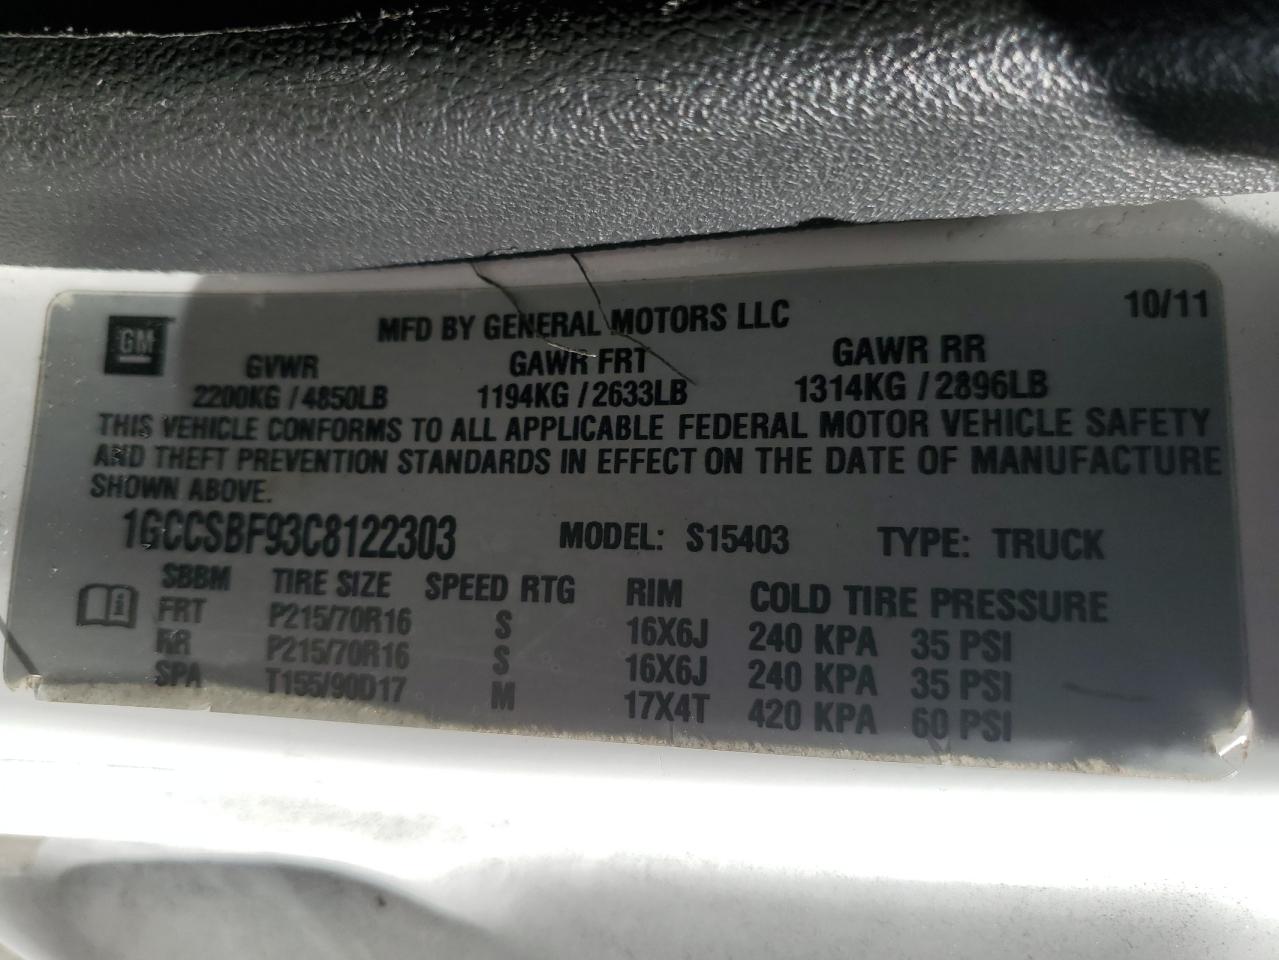 10/11
GM
MFD BY GENERAL MOTORS LLC
GVWR GAWR FRT GAWR RR
2200KG / 4850LB 1194KG / 2633LB 1314KG / 2896LB
THIS VEHICLE CONFORMS TO ALL APPLICABLE FEDERAL MOTOR VEHICLE SAFETY
AND THEFT PREVENTION STANDARDS IN EFFECT ON THE DATE OF MANUFACTURE
SHOWN ABOVE.
1GCCSBF93C8122303 MODEL: S15403 TYPE: TRUCK
SBBM TIRE SIZE SPEED RTG RIM COLD TIRE PRESSURE
FRT P215/70R16 S 16X6J 240 KPA 35 PSI
RR P215/70R16 S 16X6J 240 KPA 35 PSI
SPA T155/90D17 M 17X4T 420 KPA 60 PSI